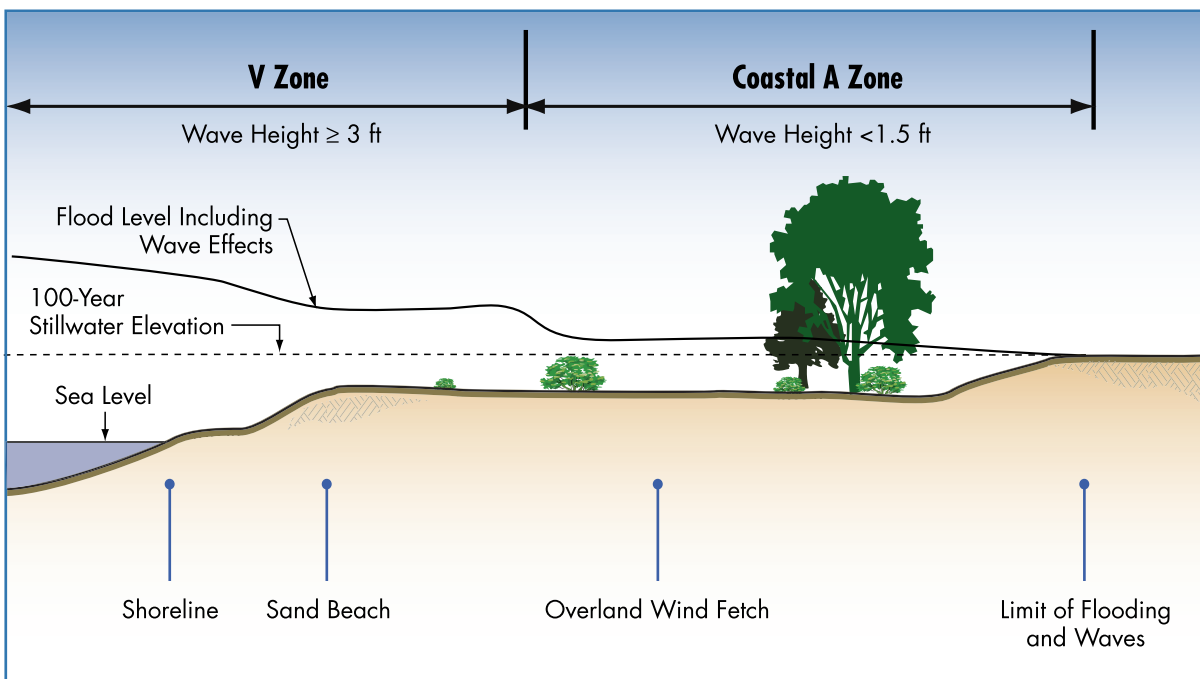 V Zone
Coastal A Zone
Wave Height ≥ 3 ft
Wave Height <1.5 ft
Flood Level Including
Wave Effects
100-Year
Stillwater Elevation
Sea Level
Shoreline
Sand Beach
Overland Wind Fetch
Limit of Flooding
and Waves